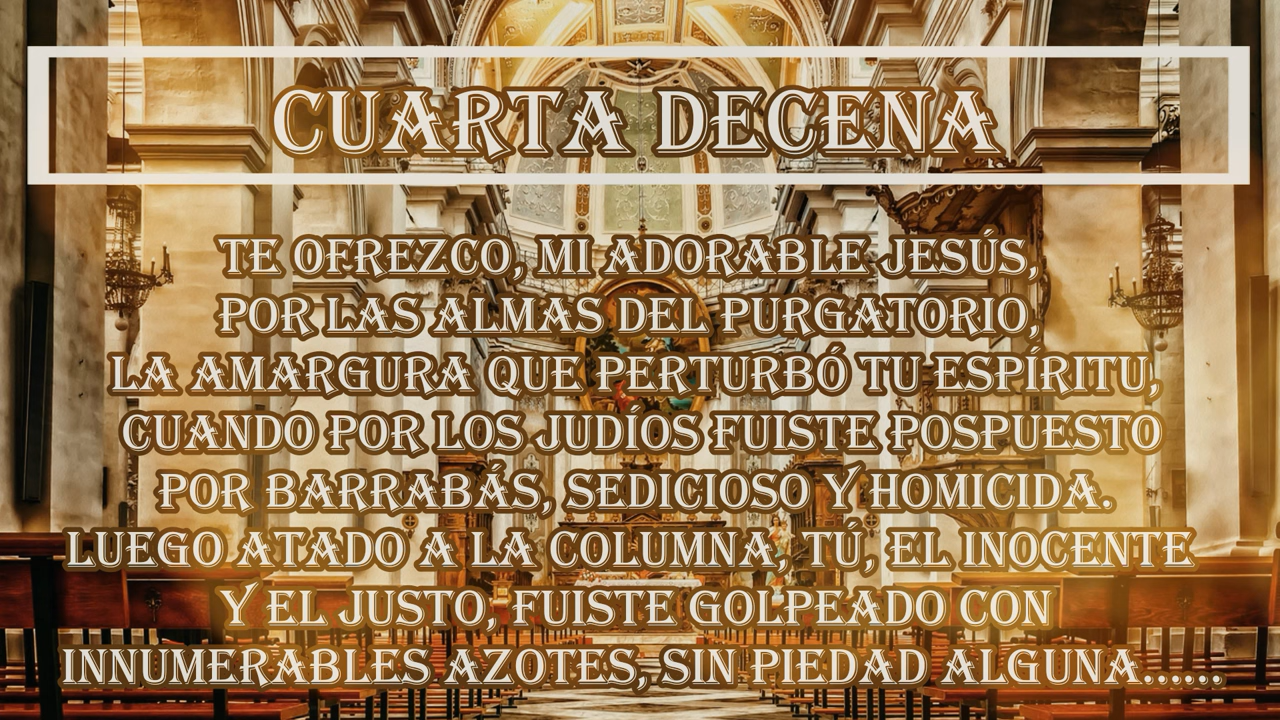 CUARTA DECENA
TE OFREZCO, MI ADORABLE JESÚS,
POR LAS ALMAS DEL PURGATORIO,
LA AMARGURA QUE PERTURBÓ TU ESPÍRITU,
CUANDO POR LOS JUDÍOS FUISTE POSPUESTO
POR BARRABÁS, SEDICIOSO Y HOMICIDA.
LUEGO ATADO A LA COLUMNA, TÚ, EL INOCENTE
Y EL JUSTO, FUISTE GOLPEADO CON
INNUMERABLES AZOTES, SIN PIEDAD ALGUNA......